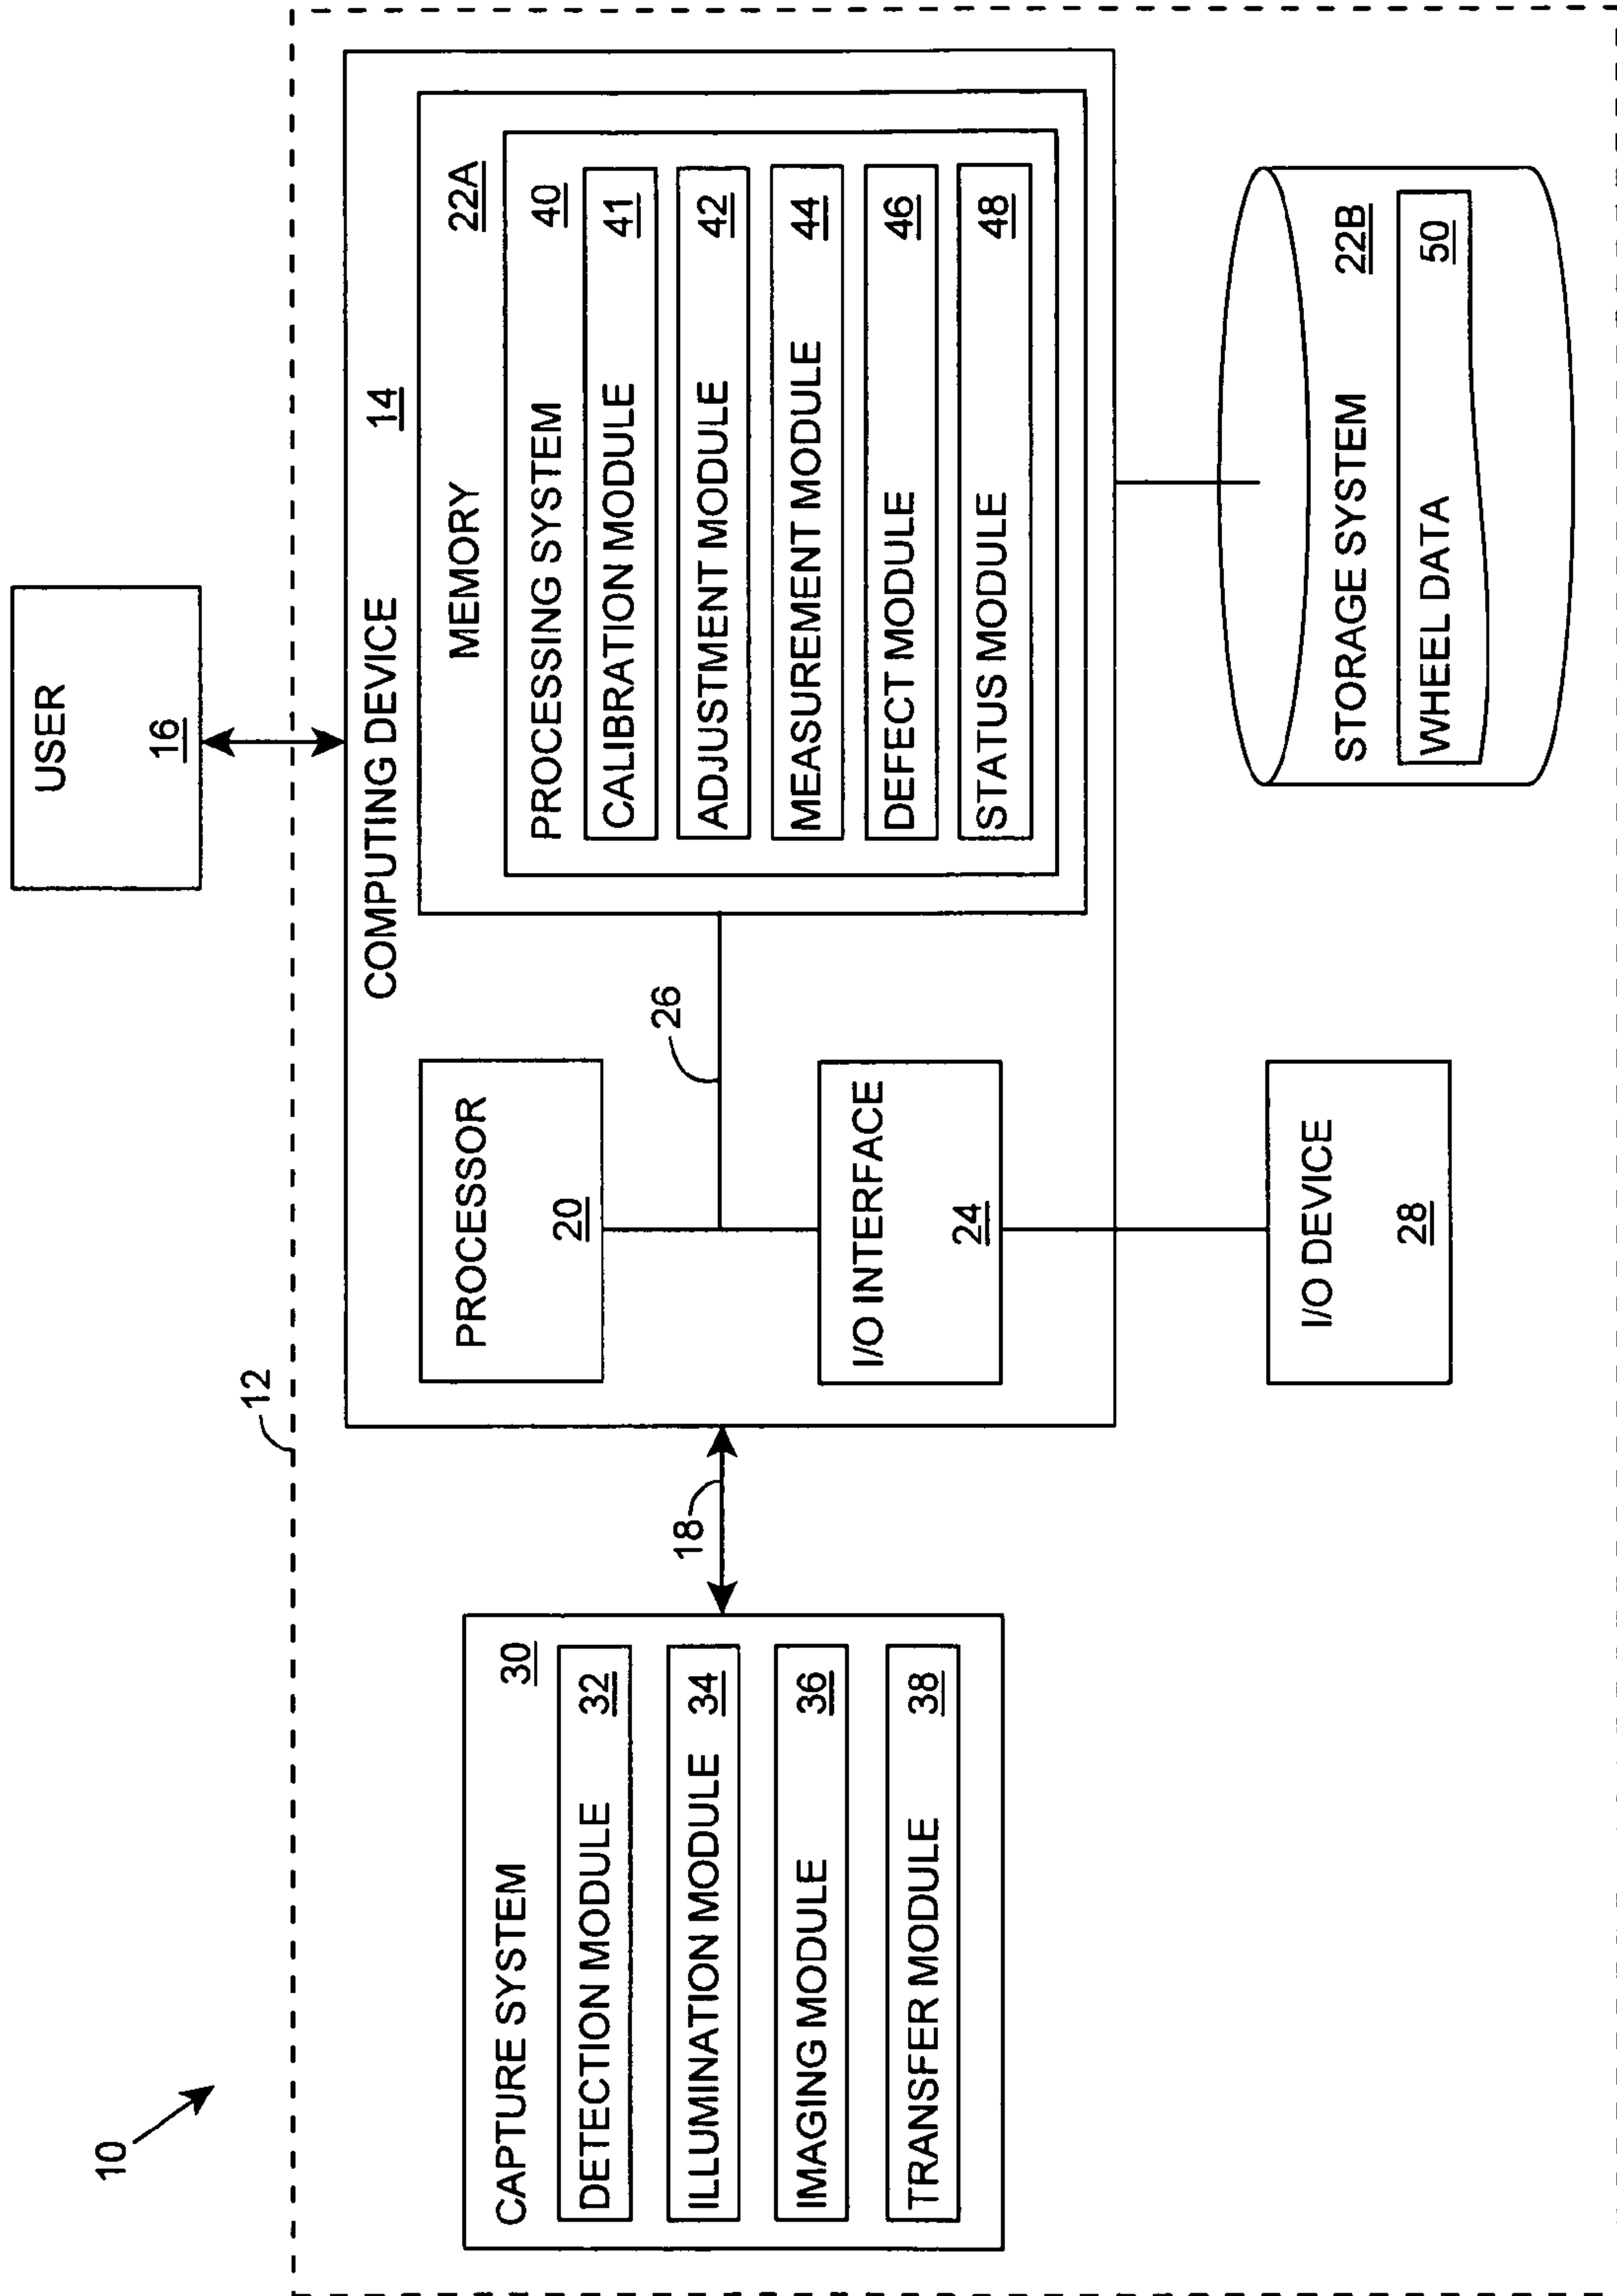 10
12
USER
16
CAPTURE SYSTEM
30
DETECTION MODULE 32
ILLUMINATION MODULE 34
IMAGING MODULE 36
TRANSFER MODULE 38
18
COMPUTING DEVICE 14
PROCESSOR
20
26
I/O INTERFACE
24
MEMORY 22A
PROCESSING SYSTEM 40
CALIBRATION MODULE 41
ADJUSTMENT MODULE 42
MEASUREMENT MODULE 44
DEFECT MODULE 46
STATUS MODULE 48
I/O DEVICE
28
STORAGE SYSTEM 22B
WHEEL DATA 50